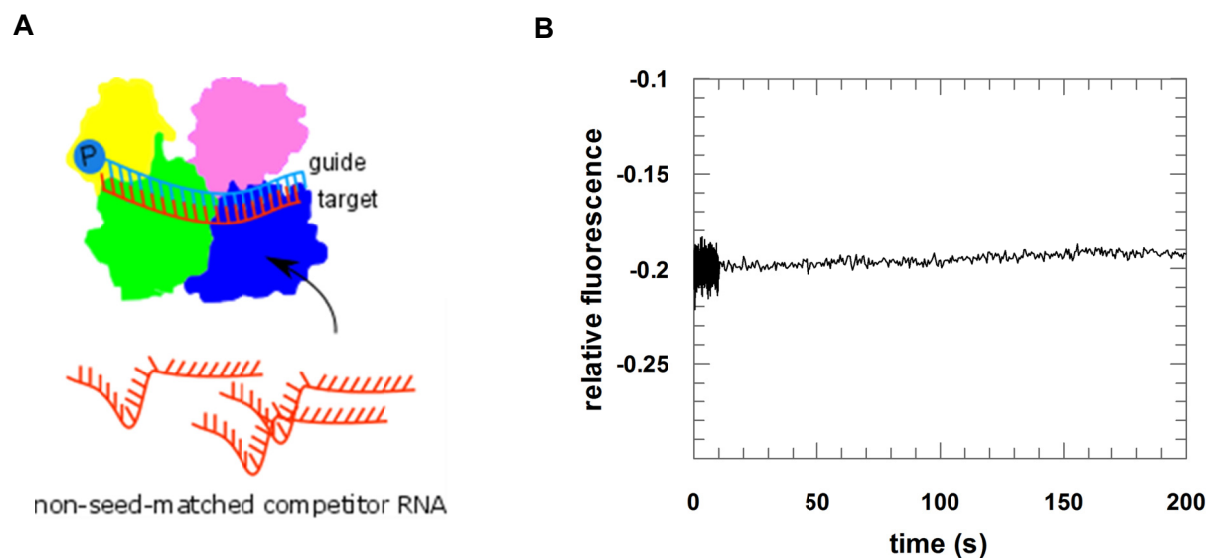 A
B
P
guide
target
non-seed-matched competitor RNA
relative fluorescence
-0.1
-0.15
-0.2
-0.25
0
50
100
150
200
time (s)